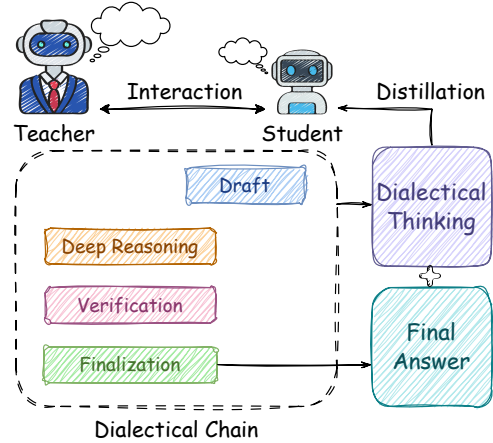 Interaction
Distillation
Teacher
Student
Draft
Deep Reasoning
Verification
Finalization
Dialectical
Thinking
Final
Answer
Dialectical Chain